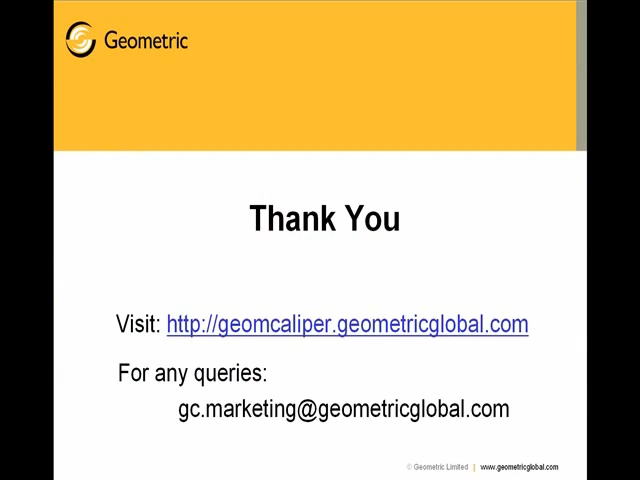 Geometric
Thank You
Visit: http://geomcaliper.geometricglobal.com
For any queries:
gc.marketing@geometricglobal.com
© Geometric Limited | www.geometricglobal.com